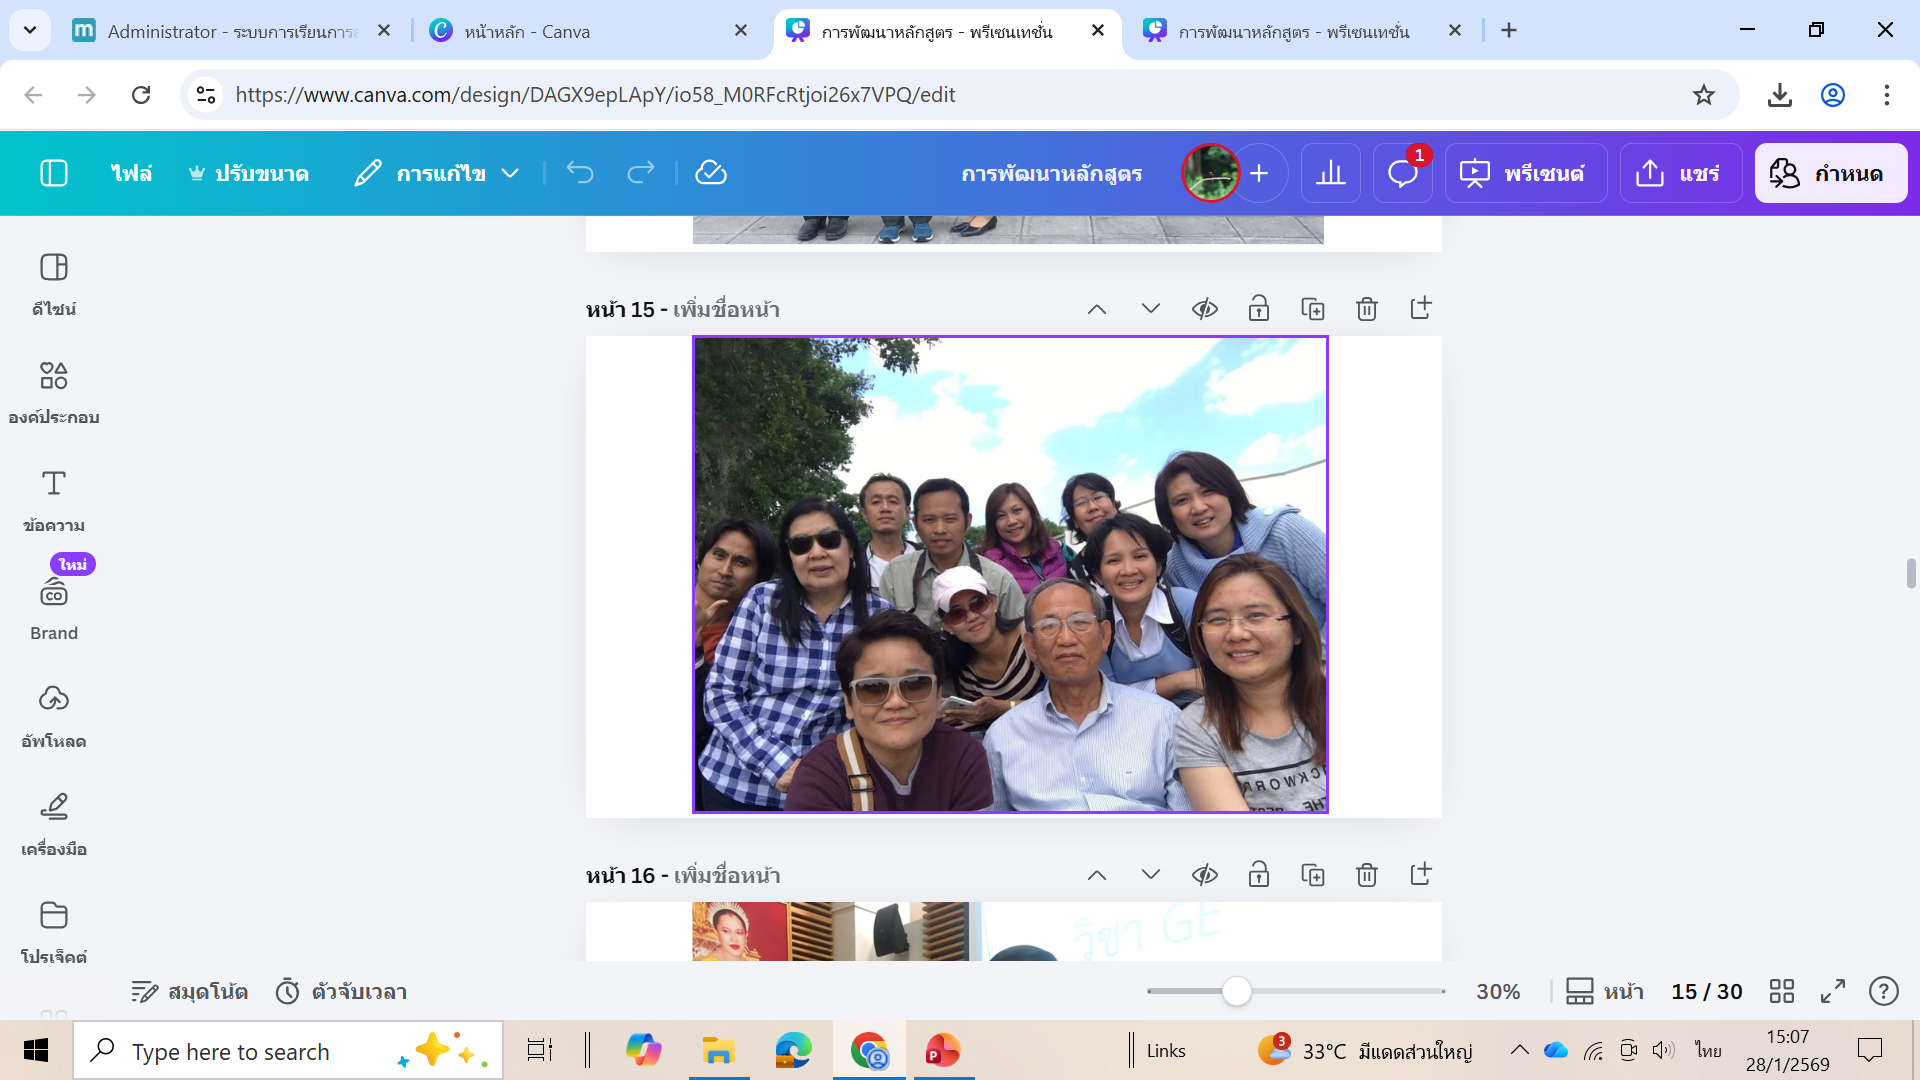 Administrator - ระบบการเรียนการส
หน้าหลัก - Canva
การพัฒนาหลักสูตร - พรีเซนเทชั่น
การพัฒนาหลักสูตร - พรีเซนเทชั่น
https://www.canva.com/design/DAGX9epLApY/io58_M0RFcRtjoi26x7VPQ/edit
ไฟล์
ปรับขนาด
การแก้ไข
การพัฒนาหลักสูตร
1
พรีเซนต์
แชร์
กำหนด
ดีไซน์
องค์ประกอบ
ข้อความ
ใหม่
Brand
อัพโหลด
เครื่องมือ
โปรเจ็คต์
หน้า 15 - เพิ่มชื่อหน้า
หน้า 16 - เพิ่มชื่อหน้า
วิชา GE
สมุดโน้ต
ตัวจับเวลา
30%
หน้า
15 / 30
Type here to search
Links
3
33°C มีแดดส่วนใหญ่
ไทย
15:07
28/1/2569